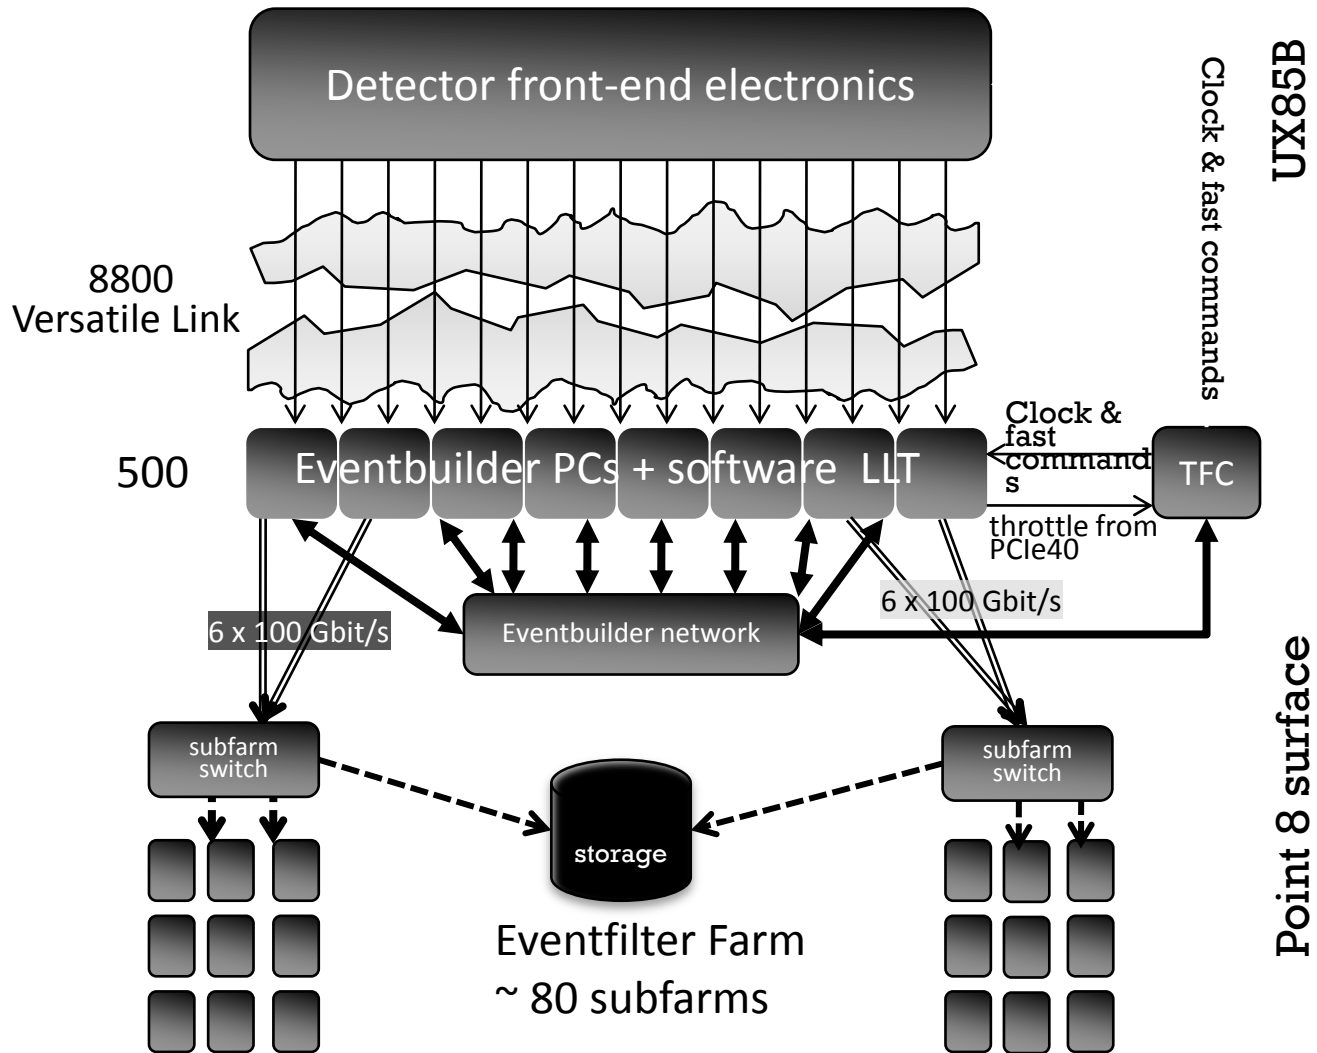 Detector front-end electronics
UX85B
Clock & fast commands
8800
Versatile Link
500
Eventbuilder PCs + software LLT
Clock &
fast
command
s
TFC
throttle from
PCIe40
6 x 100 Gbit/s
Eventbuilder network
6 x 100 Gbit/s
Point 8 surface
subfarm
switch
subfarm
switch
storage
Eventfilter Farm
~ 80 subfarms